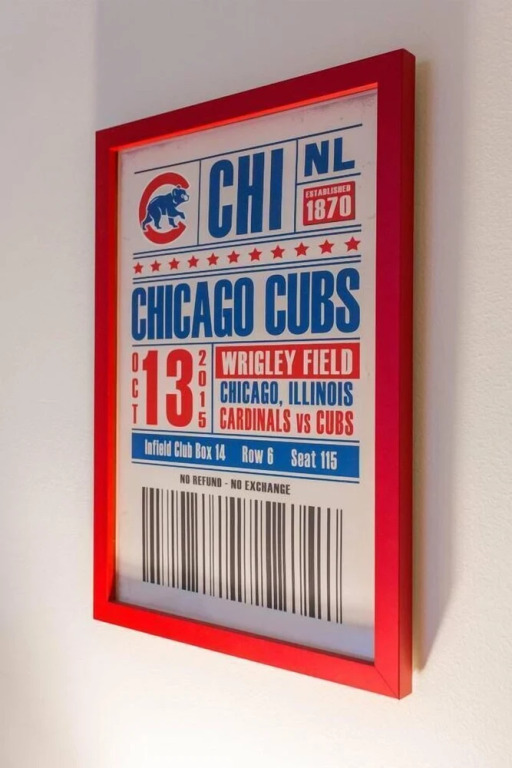 CHI
NL
ESTABLISHED
1870
CHICAGO CUBS
OCT
13
2015
WRIGLEY FIELD
CHICAGO, ILLINOIS
CARDINALS vs CUBS
Infield Club Box 14 Row 6 Seat 115
NO REFUND - NO EXCHANGE